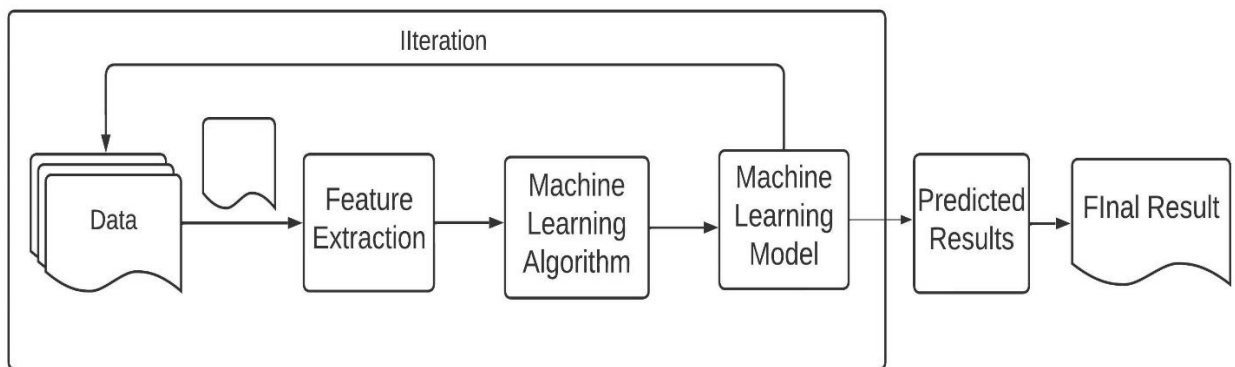 IIteration
Data
Feature
Extraction
Machine
Learning
Algorithm
Machine
Learning
Model
Predicted
Results
FInal Result